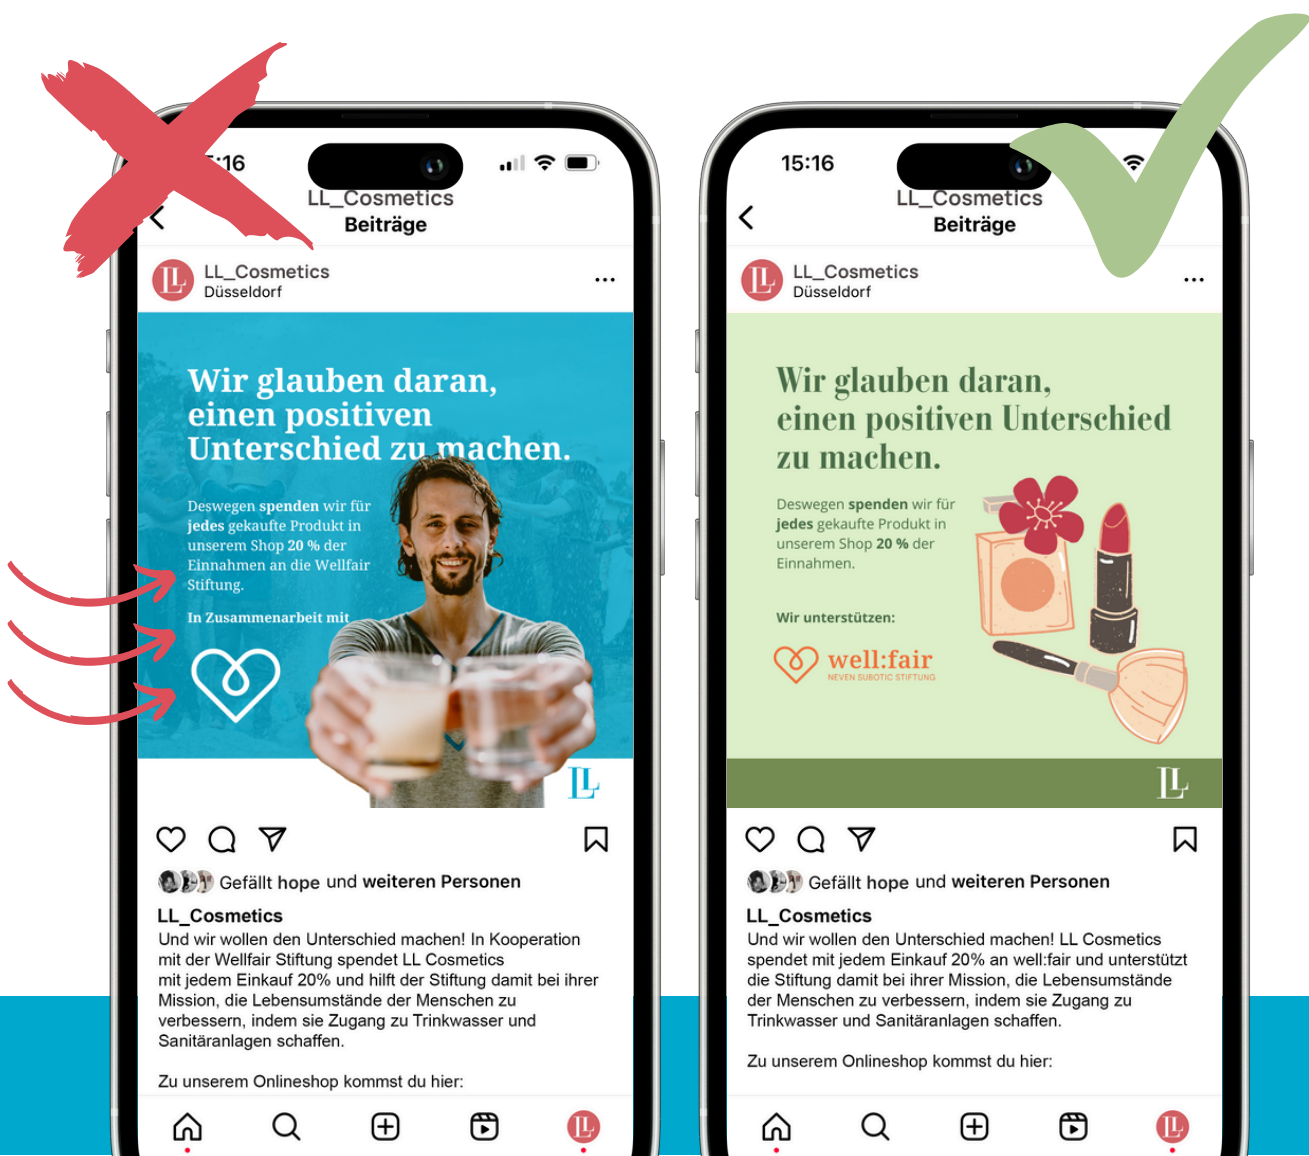 :16
LL_Cosmetics
Beiträge
LL
LL_Cosmetics
Düsseldorf
Wir glauben daran,
einen positiven
Unterschied zu machen.
Deswegen spenden wir für
jedes gekaufte Produkt in
unserem Shop 20 % der
Einnahmen an die Wellfair
Stiftung.
In Zusammenarbeit mit
LL
Gefällt hope und weiteren Personen
LL_Cosmetics
Und wir wollen den Unterschied machen! In Kooperation
mit der Wellfair Stiftung spendet LL Cosmetics
mit jedem Einkauf 20% und hilft der Stiftung damit bei ihrer
Mission, die Lebensumstände der Menschen zu
verbessern, indem sie Zugang zu Trinkwasser und
Sanitäranlagen schaffen.
Zu unserem Onlineshop kommst du hier:
LL
15:16
LL_Cosmetics
Beiträge
LL
LL_Cosmetics
Düsseldorf
Wir glauben daran,
einen positiven Unterschied
zu machen.
Deswegen spenden wir für
jedes gekaufte Produkt in
unserem Shop 20 % der
Einnahmen.
Wir unterstützen:
well:fair
NEVEN SUBOTIC STIFTUNG
LL
Gefällt hope und weiteren Personen
LL_Cosmetics
Und wir wollen den Unterschied machen! LL Cosmetics
spendet mit jedem Einkauf 20% an well:fair und unterstützt
die Stiftung damit bei ihrer Mission, die Lebensumstände
der Menschen zu verbessern, indem sie Zugang zu
Trinkwasser und Sanitäranlagen schaffen.
Zu unserem Onlineshop kommst du hier:
LL